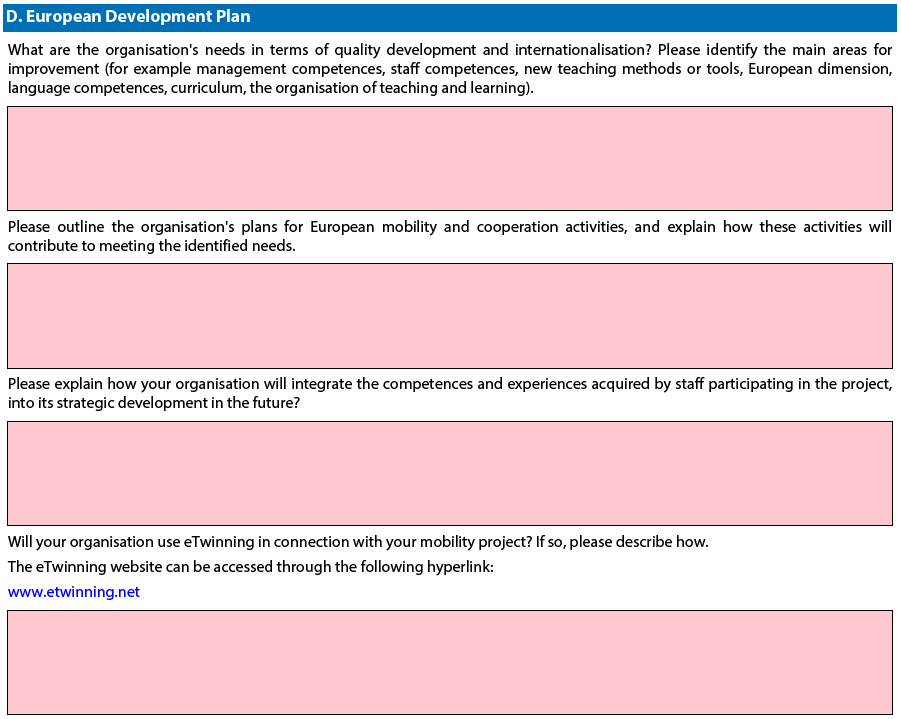 D. European Development Plan
What are the organisation's needs in terms of quality development and internationalisation? Please identify the main areas for
improvement (for example management competences, staff competences, new teaching methods or tools, European dimension,
language competences, curriculum, the organisation of teaching and learning).
Please outline the organisation's plans for European mobility and cooperation activities, and explain how these activities will
contribute to meeting the identified needs.
Please explain how your organisation will integrate the competences and experiences acquired by staff participating in the project,
into its strategic development in the future?
Will your organisation use eTwinning in connection with your mobility project? If so, please describe how.
The eTwinning website can be accessed through the following hyperlink:
www.etwinning.net